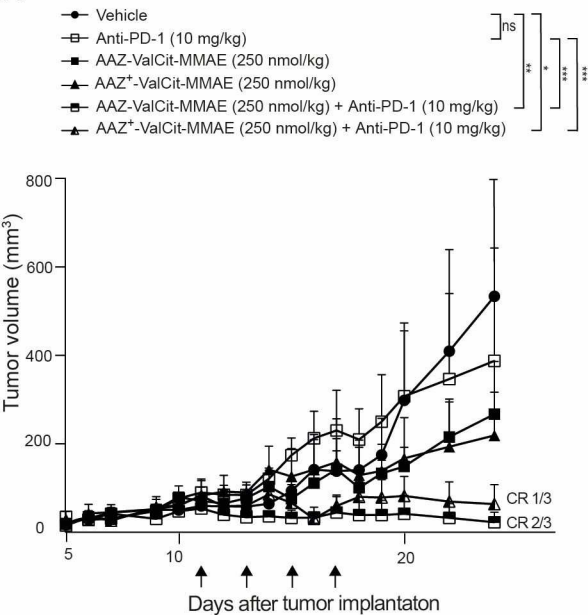 Vehicle
Anti-PD-1 (10 mg/kg)
AAZ-ValCit-MMAE (250 nmol/kg)
AAZ+-ValCit-MMAE (250 nmol/kg)
AAZ-ValCit-MMAE (250 nmol/kg) + Anti-PD-1 (10 mg/kg)
AAZ+-ValCit-MMAE (250 nmol/kg) + Anti-PD-1 (10 mg/kg)
ns
**
*
***
***
Tumor volume (mm3)
800
600
400
200
0
5
10
20
CR 1/3
CR 2/3
Days after tumor implantaton